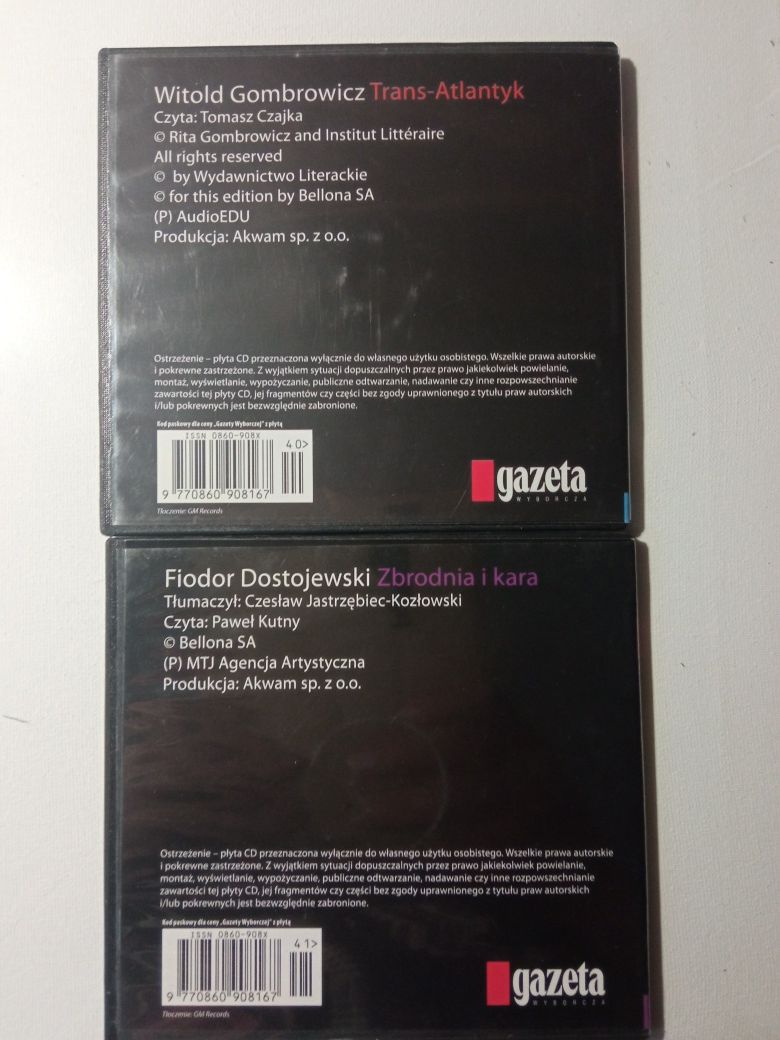 Witold Gombrowicz Trans-Atlantyk
Czyta: Tomasz Czajka
© Rita Gombrowicz and Institut Littéraire
All rights reserved
© by Wydawnictwo Literackie
© for this edition by Bellona SA
(P) AudioEDU
Produkcja: Akwam sp. z o.o.
Ostrzeżenie – płyta CD przeznaczona wyłącznie do własnego użytku osobistego. Wszelkie prawa autorskie
i pokrewne zastrzeżone. Z wyjątkiem sytuacji dopuszczalnych przez prawo jakiekolwiek powielanie,
montaż, wyświetlanie, wypożyczanie, publiczne odtwarzanie, nadawanie czy inne rozpowszechnianie
zawartości tej płyty CD, jej fragmentów czy części bez zgody uprawnionego z tytułu praw autorskich
i/lub pokrewnych jest bezwzględnie zabronione.
Kod paskowy dla ceny „Gazety Wyborczej” z płytą
ISSN 0860-908X
40>
9 770860 908167
gazeta
WYBORCZA
Tłoczenie: GM Records
Fiodor Dostojewski Zbrodnia i kara
Tłumaczył: Czesław Jastrzębiec-Kozłowski
Czyta: Paweł Kutny
© Bellona SA
(P) MTJ Agencja Artystyczna
Produkcja: Akwam sp. z o.o.
Ostrzeżenie – płyta CD przeznaczona wyłącznie do własnego użytku osobistego. Wszelkie prawa autorskie
i pokrewne zastrzeżone. Z wyjątkiem sytuacji dopuszczalnych przez prawo jakiekolwiek powielanie,
montaż, wyświetlanie, wypożyczanie, publiczne odtwarzanie, nadawanie czy inne rozpowszechnianie
zawartości tej płyty CD, jej fragmentów czy części bez zgody uprawnionego z tytułu praw autorskich
i/lub pokrewnych jest bezwzględnie zabronione.
Kod paskowy dla ceny „Gazety Wyborczej” z płytą
ISSN 0860-908X
41>
9 770860 908167
gazeta
WYBORCZA
Tłoczenie: GM Records